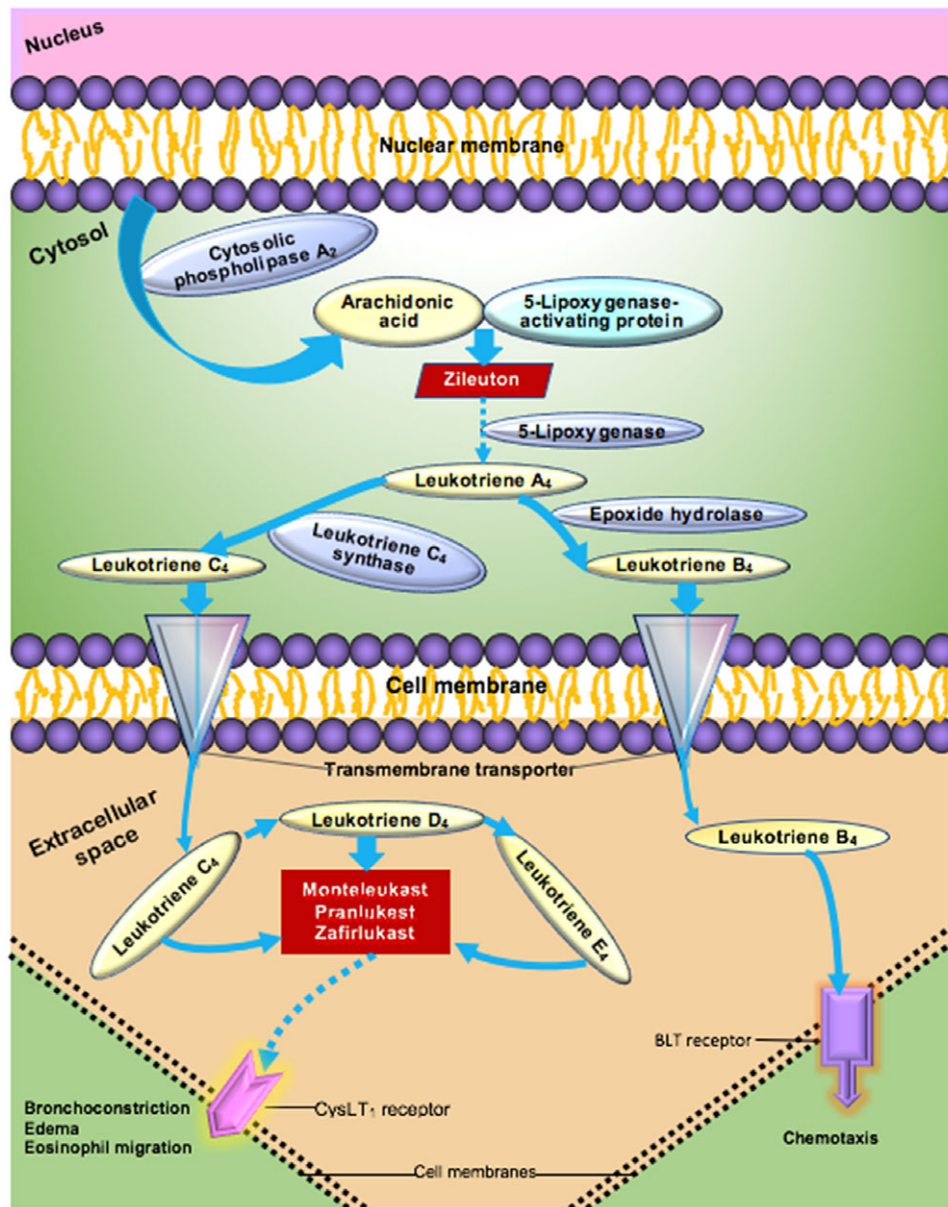 Nucleus
Nuclear membrane
Cytosol
Cytosolic
phospholipase A₂
Arachidonic
acid
5-Lipoxygenase-
activating protein
Zileuton
5-Lipoxygenase
Leukotriene A₄
Epoxide hydrolase
Leukotriene C₄
synthase
Leukotriene C₄
Leukotriene B₄
Cell membrane
Transmembrane transporter
Extracellular
space
Leukotriene D₄
Leukotriene B₄
Leukotriene C₄
Monteleukast
Pranlukest
Zafirlukast
Leukotriene E₄
BLT receptor
CysLT₁ receptor
Bronchoconstriction
Edema
Eosinophil migration
Chemotaxis
Cell membranes